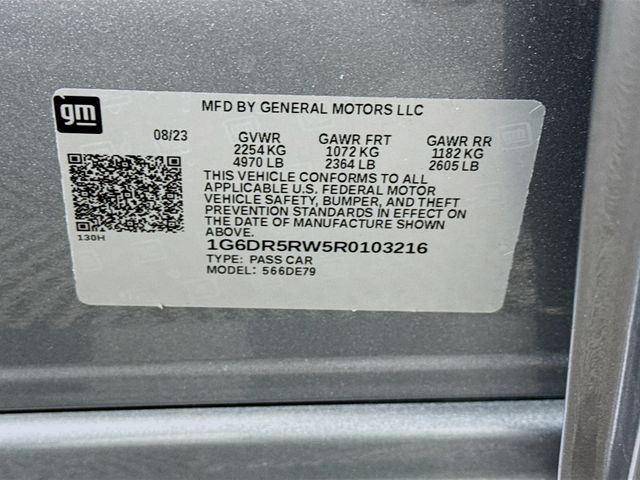 gm
MFD BY GENERAL MOTORS LLC
08/23 GVWR GAWR FRT GAWR RR
2254 KG 1072 KG 1182 KG
4970 LB 2364 LB 2605 LB
THIS VEHICLE CONFORMS TO ALL
APPLICABLE U.S. FEDERAL MOTOR
VEHICLE SAFETY, BUMPER, AND THEFT
PREVENTION STANDARDS IN EFFECT ON
THE DATE OF MANUFACTURE SHOWN
ABOVE.
130H
1G6DR5RW5R0103216
TYPE: PASS CAR
MODEL: 566DE79